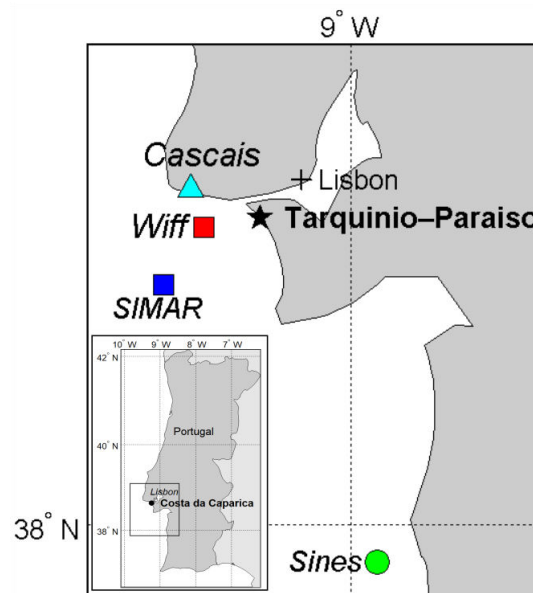 9° W
Cascais
Lisbon
Tarquinio–Paraiso
Wiff
SIMAR
10° W 9° W 8° W 7° W
42° N
Portugal
40° N
Lisbon
Costa da Caparica
38° N
38° N
Sines